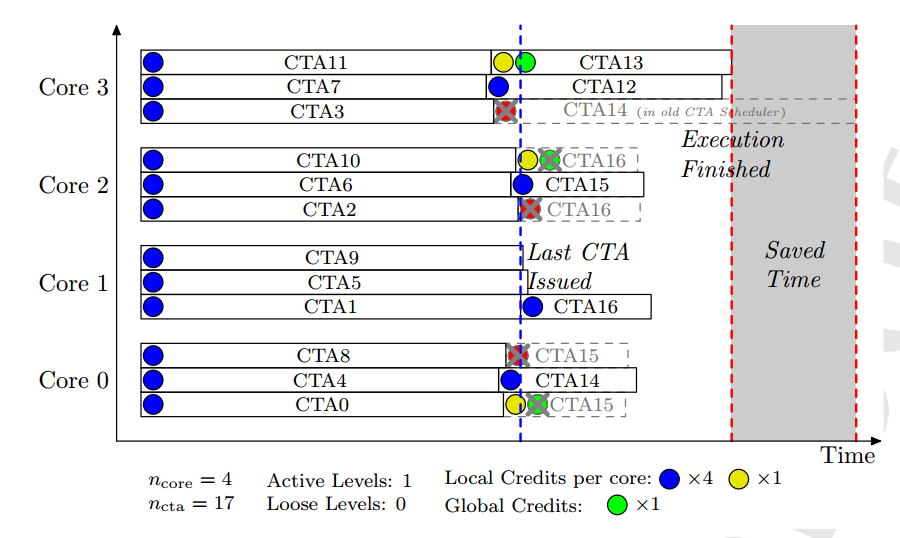 CTA11 CTA13
Core 3 CTA7 CTA12
CTA3 CTA14 (in old CTA Scheduler)
Execution
Finished
CTA10 CTA16
Core 2 CTA6 CTA15
CTA2 CTA16
CTA9
Last CTA
Issued
Core 1 CTA5
CTA1 CTA16
Saved
Time
CTA8 CTA15
Core 0 CTA4 CTA14
CTA0 CTA15
Time
n_core = 4 Active Levels: 1 Local Credits per core: ×4 ×1
n_cta = 17 Loose Levels: 0 Global Credits: ×1